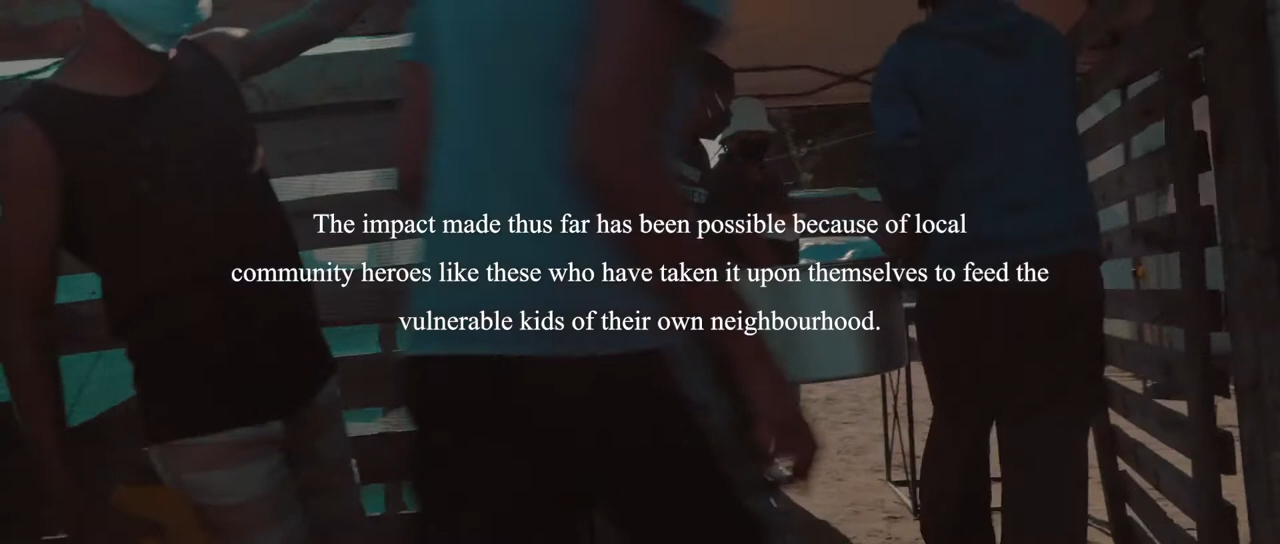 The impact made thus far has been possible because of local
community heroes like these who have taken it upon themselves to feed the
vulnerable kids of their own neighbourhood.